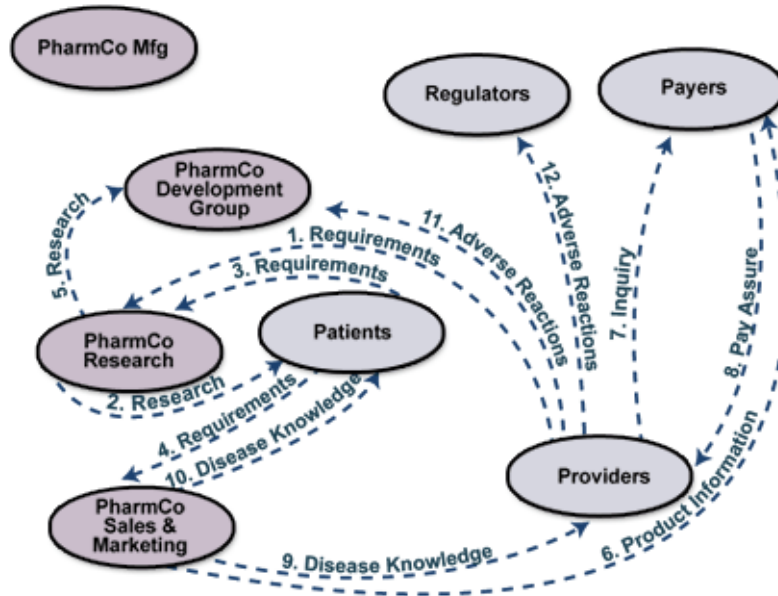 PharmCo Mfg
Regulators
Payers
PharmCo
Development
Group
5. Research
1. Requirements
3. Requirements
11. Adverse Reactions
12. Adverse Reactions
7. Inquiry
8. Pay Assure
PharmCo
Research
Patients
2. Research
4. Requirements
10. Disease Knowledge
Providers
PharmCo
Sales &
Marketing
9. Disease Knowledge
6. Product Information